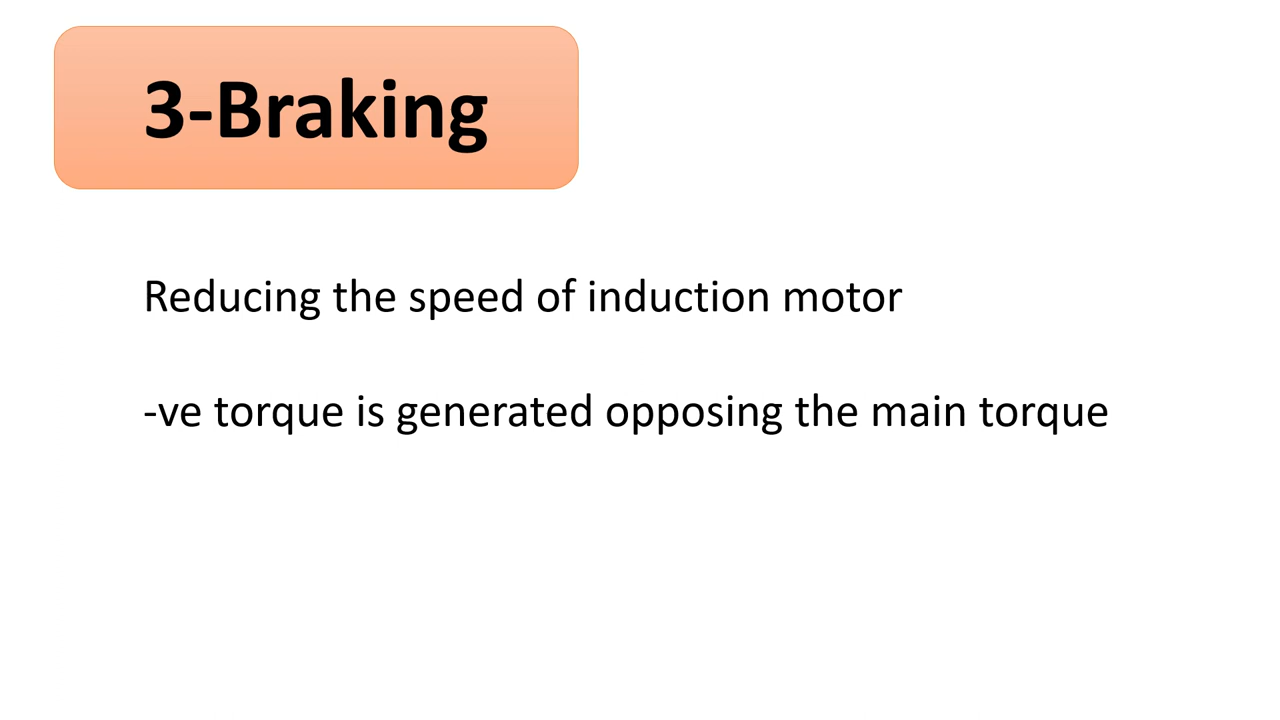 3-Braking
Reducing the speed of induction motor
-ve torque is generated opposing the main torque